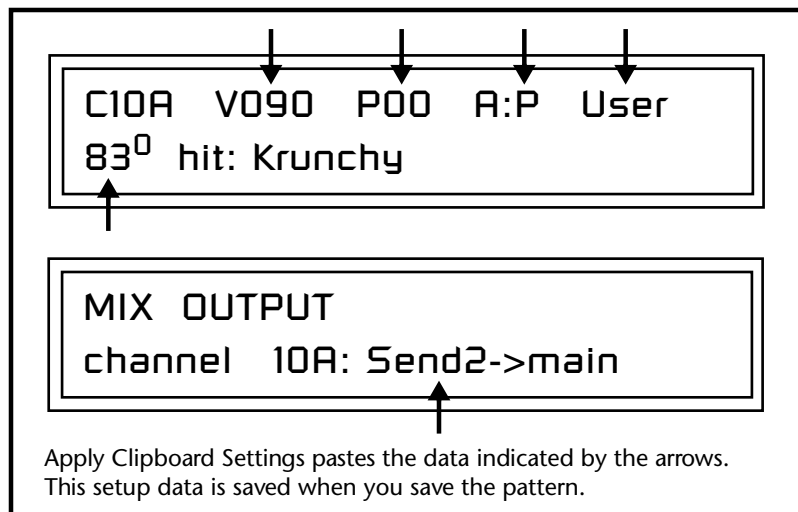 C10A V090 P00 A:P User
83⁰ hit: Krunchy
MIX OUTPUT
channel 10A: Send2->main
Apply Clipboard Settings pastes the data indicated by the arrows.
This setup data is saved when you save the pattern.